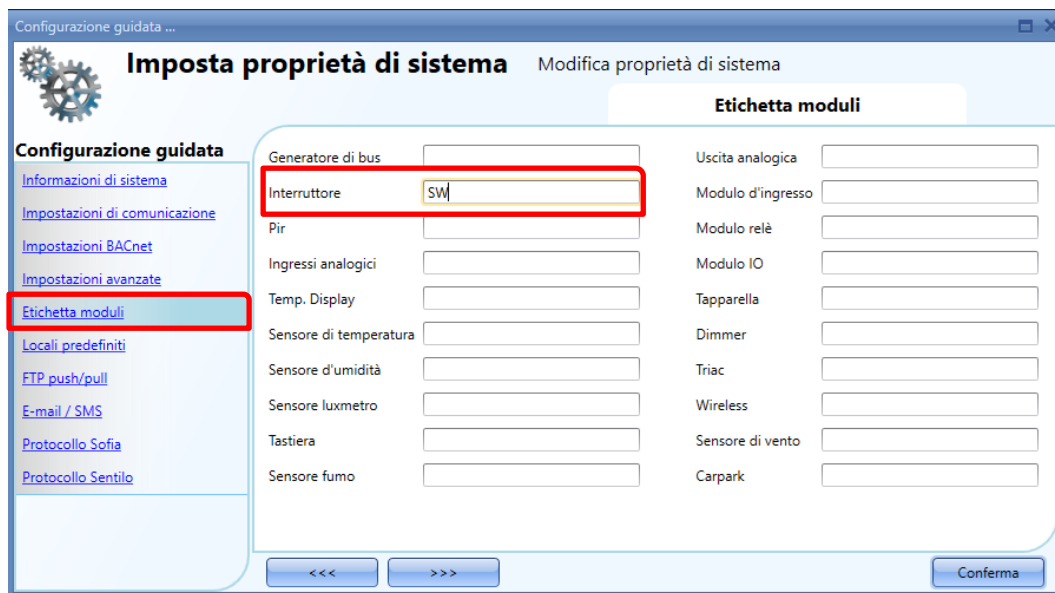 Configurazione guidata ...
Imposta proprietà di sistema Modifica proprietà di sistema
Etichetta moduli
Configurazione guidata
Informazioni di sistema
Impostazioni di comunicazione
Impostazioni BACnet
Impostazioni avanzate
Etichetta moduli
Locali predefiniti
FTP push/pull
E-mail / SMS
Protocollo Sofia
Protocollo Sentilo
Generatore di bus
Interruttore SW
Pir
Ingressi analogici
Temp. Display
Sensore di temperatura
Sensore d'umidità
Sensore luxmetro
Tastiera
Sensore fumo
Uscita analogica
Modulo d'ingresso
Modulo relè
Modulo IO
Tapparella
Dimmer
Triac
Wireless
Sensore di vento
Carpark
<<< >>> Conferma